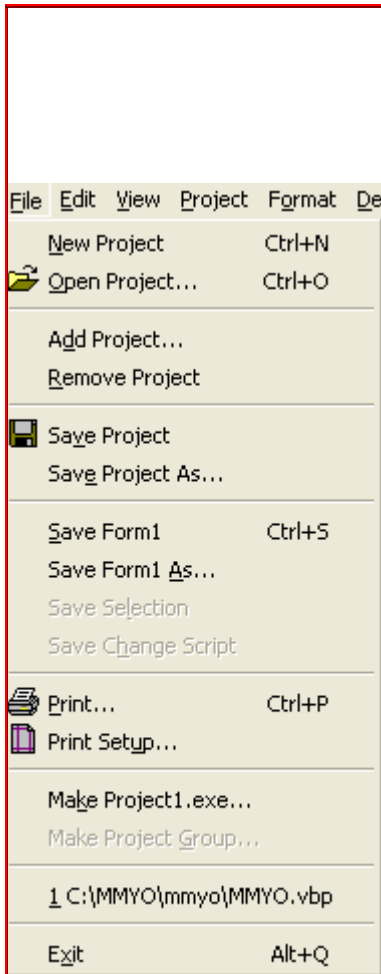 File Edit View Project Format De
New Project Ctrl+N
Open Project... Ctrl+O
Add Project...
Remove Project
Save Project
Save Project As...
Save Form1 Ctrl+S
Save Form1 As...
Save Selection
Save Change Script
Print... Ctrl+P
Print Setup...
Make Project1.exe...
Make Project Group...
1 C:\MMYO\mmyo\MMYO.vbp
Exit Alt+Q